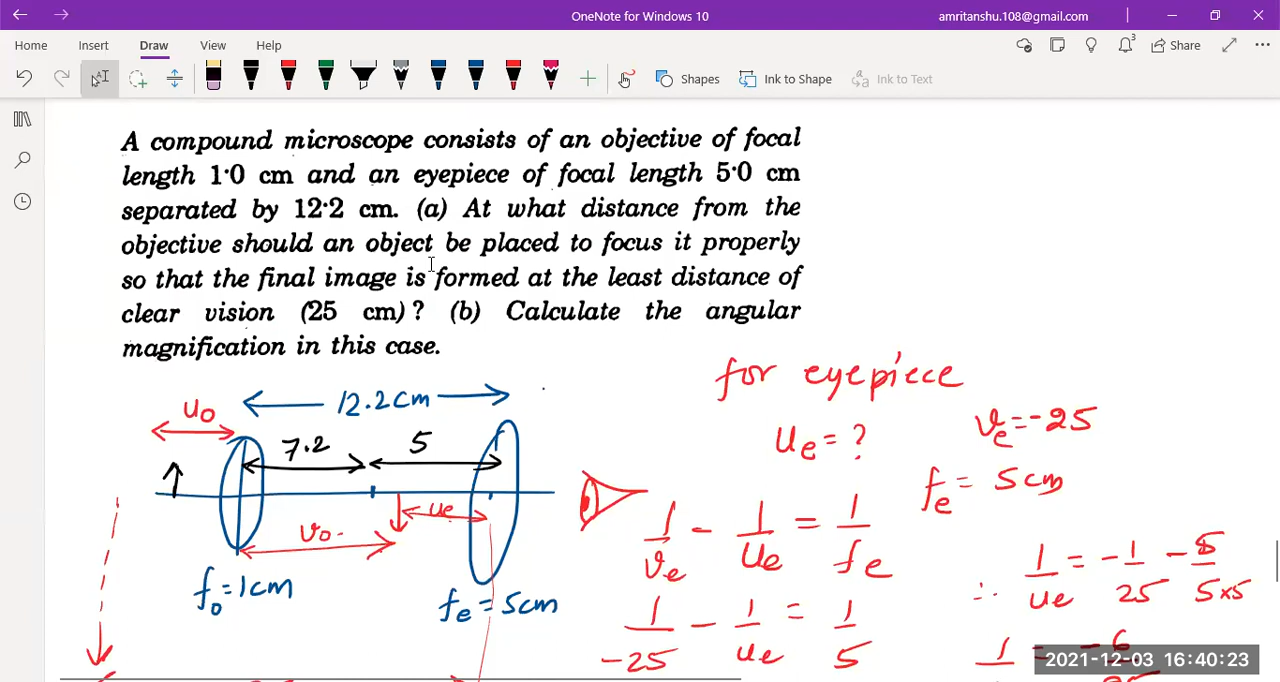 OneNote for Windows 10
amritanshu.108@gmail.com
Home Insert Draw View Help
3 Share
Shapes Ink to Shape Ink to Text
A compound microscope consists of an objective of focal
length 1·0 cm and an eyepiece of focal length 5·0 cm
separated by 12·2 cm. (a) At what distance from the
objective should an object be placed to focus it properly
so that the final image is formed at the least distance of
clear vision (25 cm)? (b) Calculate the angular
magnification in this case.
for eyepiece
12.2cm
u₀
7.2 5
uₑ = ? vₑ = -25
fₑ = 5cm
uₑ
v₀
1/vₑ - 1/uₑ = 1/fₑ
∴ 1/uₑ = -1/25 - 5/5×5
f₀ = 1cm
fₑ = 5cm
1/-25 - 1/uₑ = 1/5
2021-12-03 16:40:23